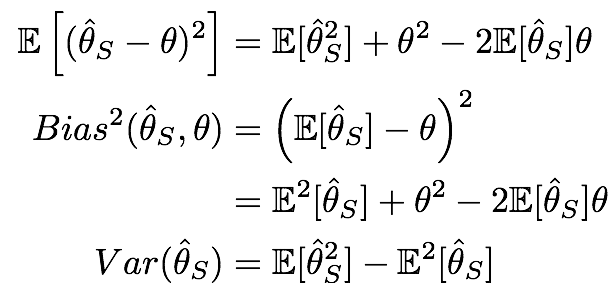 𝔼[(θ̂_S − θ)²] = 𝔼[θ̂_S²] + θ² − 2𝔼[θ̂_S]θ
Bias²(θ̂_S, θ) = (𝔼[θ̂_S] − θ)²
= 𝔼²[θ̂_S] + θ² − 2𝔼[θ̂_S]θ
Var(θ̂_S) = 𝔼[θ̂_S²] − 𝔼²[θ̂_S]